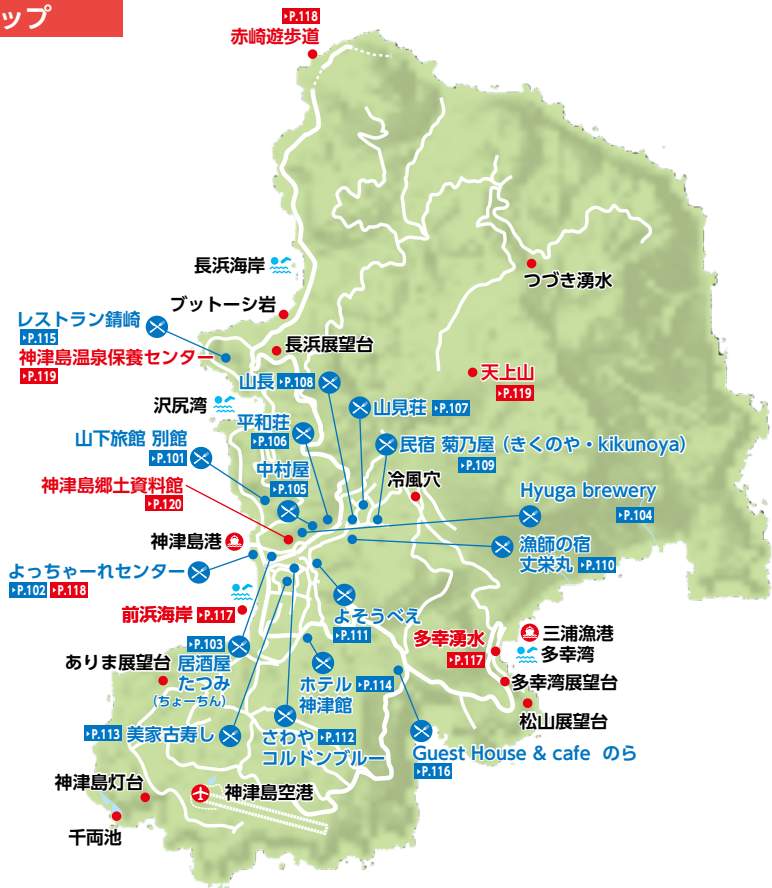 ップ
▶P.118
赤崎遊歩道
長浜海岸
つづき湧水
ブットーシ岩
レストラン錆崎
▶P.115
長浜展望台
神津島温泉保養センター
▶P.119
天上山
▶P.119
山長 ▶P.108
沢尻湾
山見荘 ▶P.107
平和荘
▶P.106
山下旅館 別館
▶P.101
民宿 菊乃屋（きくのや・kikunoya）
▶P.109
中村屋
▶P.105
冷風穴
神津島郷土資料館
▶P.120
Hyuga brewery
▶P.104
神津島港
漁師の宿
丈栄丸 ▶P.110
よっちゃーれセンター
▶P.102 ▶P.118
前浜海岸 ▶P.117
よそうべえ
▶P.111
多幸湧水
▶P.117
三浦漁港
多幸湾
▶P.103
居酒屋
たつみ
（ちょーちん）
ありま展望台
ホテル ▶P.114
神津館
多幸湾展望台
松山展望台
▶P.113 美家古寿し
さわや ▶P.112
コルドンブルー
Guest House & cafe のら
▶P.116
神津島灯台
神津島空港
千両池